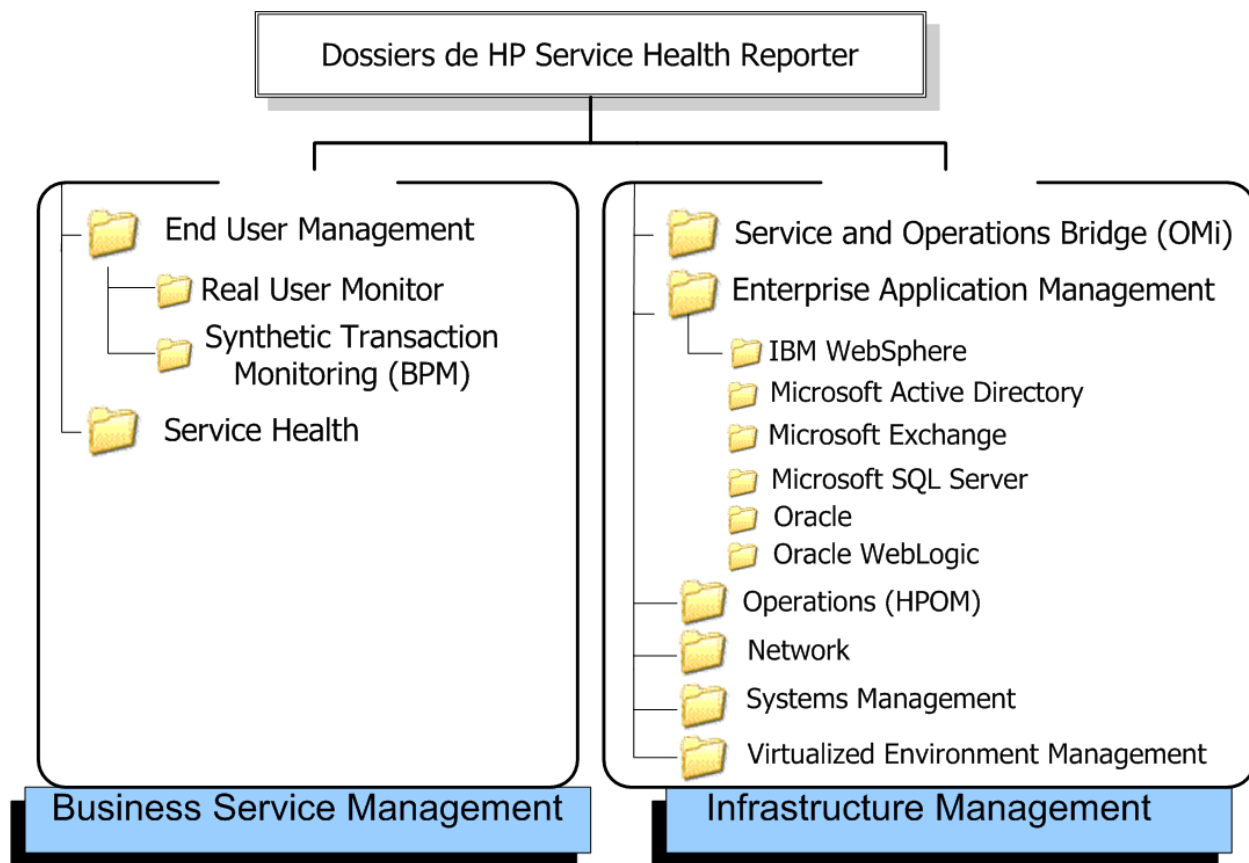 Dossiers de HP Service Health Reporter
End User Management
Real User Monitor
Synthetic Transaction
Monitoring (BPM)
Service Health
Business Service Management
Service and Operations Bridge (OMi)
Enterprise Application Management
IBM WebSphere
Microsoft Active Directory
Microsoft Exchange
Microsoft SQL Server
Oracle
Oracle WebLogic
Operations (HPOM)
Network
Systems Management
Virtualized Environment Management
Infrastructure Management